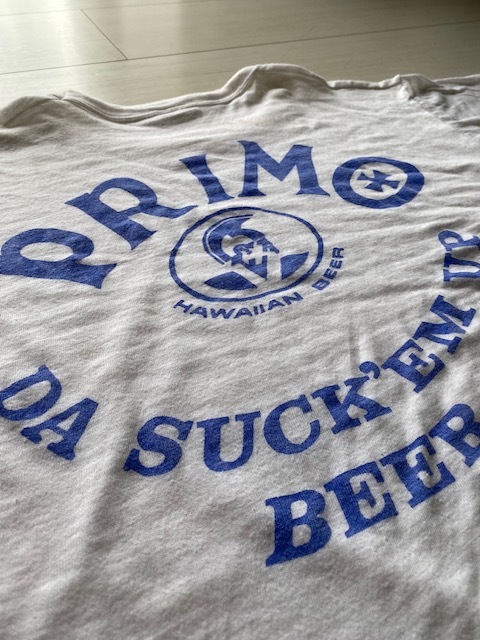 PRIMO
HAWAIIAN BEER
DA SUCK'EM UP
BEER